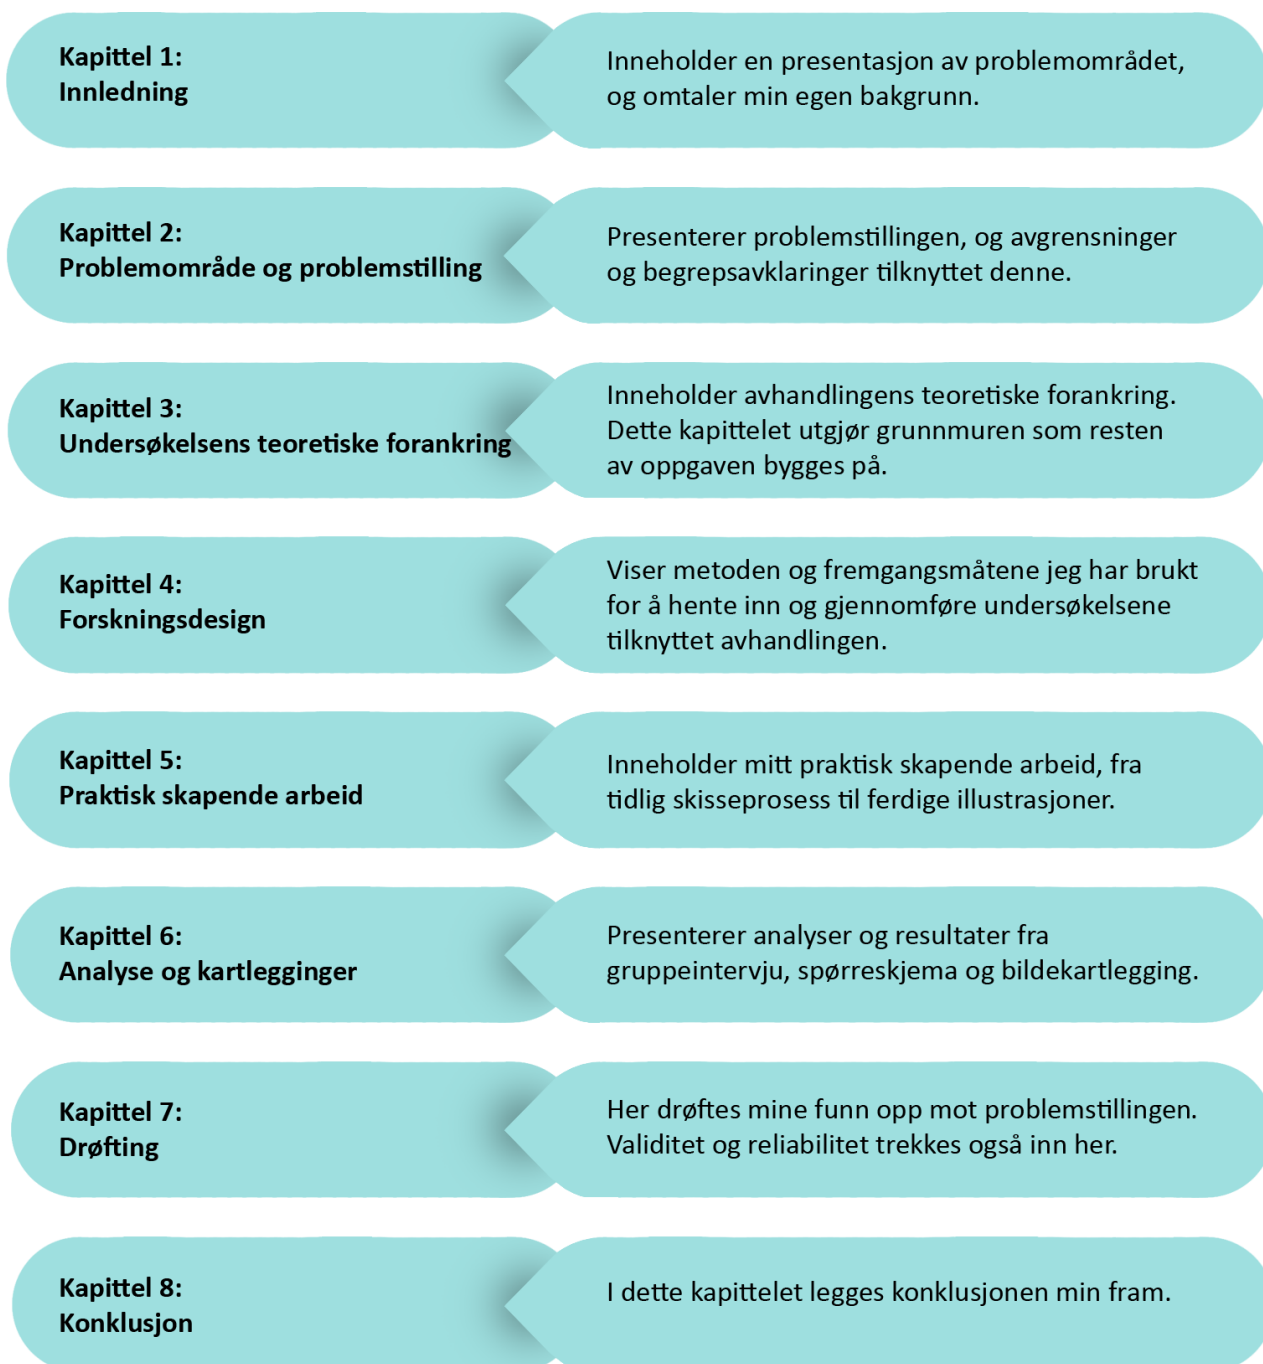 Kapittel 1:
Innledning
Inneholder en presentasjon av problemområdet,
og omtaler min egen bakgrunn.
Kapittel 2:
Problemområde og problemstilling
Presenterer problemstillingen, og avgrensninger
og begrepsavklaringer tilknyttet denne.
Kapittel 3:
Undersøkelsens teoretiske forankring
Inneholder avhandlingens teoretiske forankring.
Dette kapittelet utgjør grunnmuren som resten
av oppgaven bygges på.
Kapittel 4:
Forskningsdesign
Viser metoden og fremgangsmåtene jeg har brukt
for å hente inn og gjennomføre undersøkelsene
tilknyttet avhandlingen.
Kapittel 5:
Praktisk skapende arbeid
Inneholder mitt praktisk skapende arbeid, fra
tidlig skisseprosess til ferdige illustrasjoner.
Kapittel 6:
Analyse og kartlegginger
Presenterer analyser og resultater fra
gruppeintervju, spørreskjema og bildekartlegging.
Kapittel 7:
Drøfting
Her drøftes mine funn opp mot problemstillingen.
Validitet og reliabilitet trekkes også inn her.
Kapittel 8:
Konklusjon
I dette kapittelet legges konklusjonen min fram.